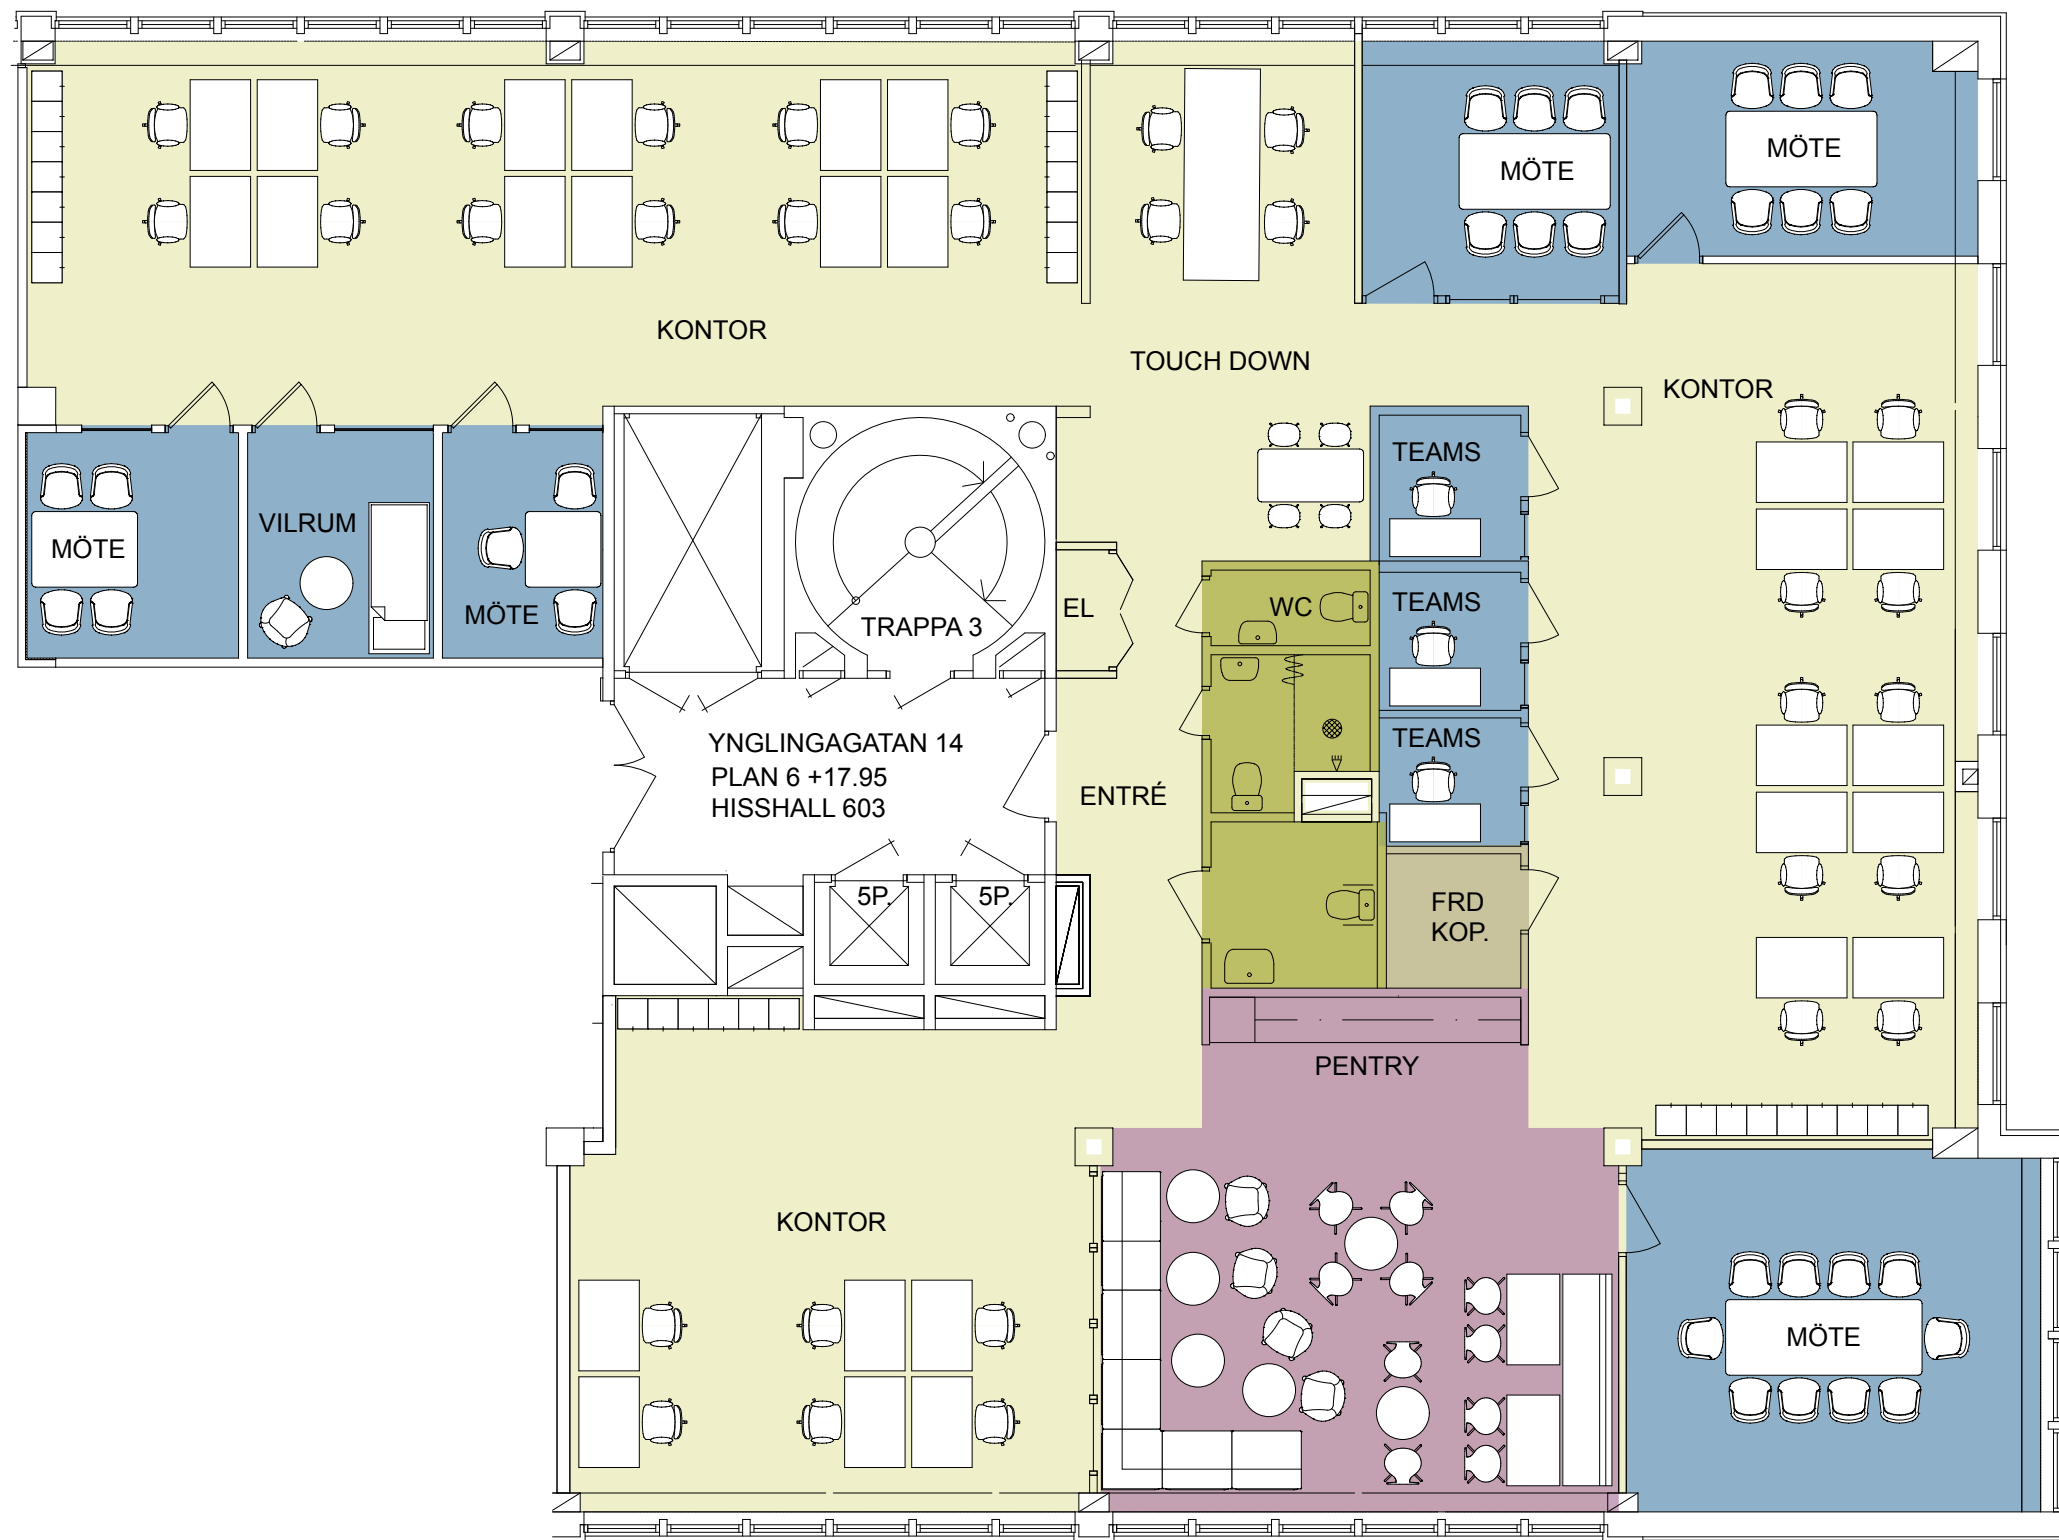 MÖTE
MÖTE
KONTOR
TOUCH DOWN
KONTOR
TEAMS
VILRUM
MÖTE
MÖTE
TRAPPA 3
EL
WC
TEAMS
YNGLINGAGATAN 14
PLAN 6 +17.95
HISSHALL 603
ENTRÉ
TEAMS
5P.
5P.
FRD
KOP.
PENTRY
KONTOR
MÖTE